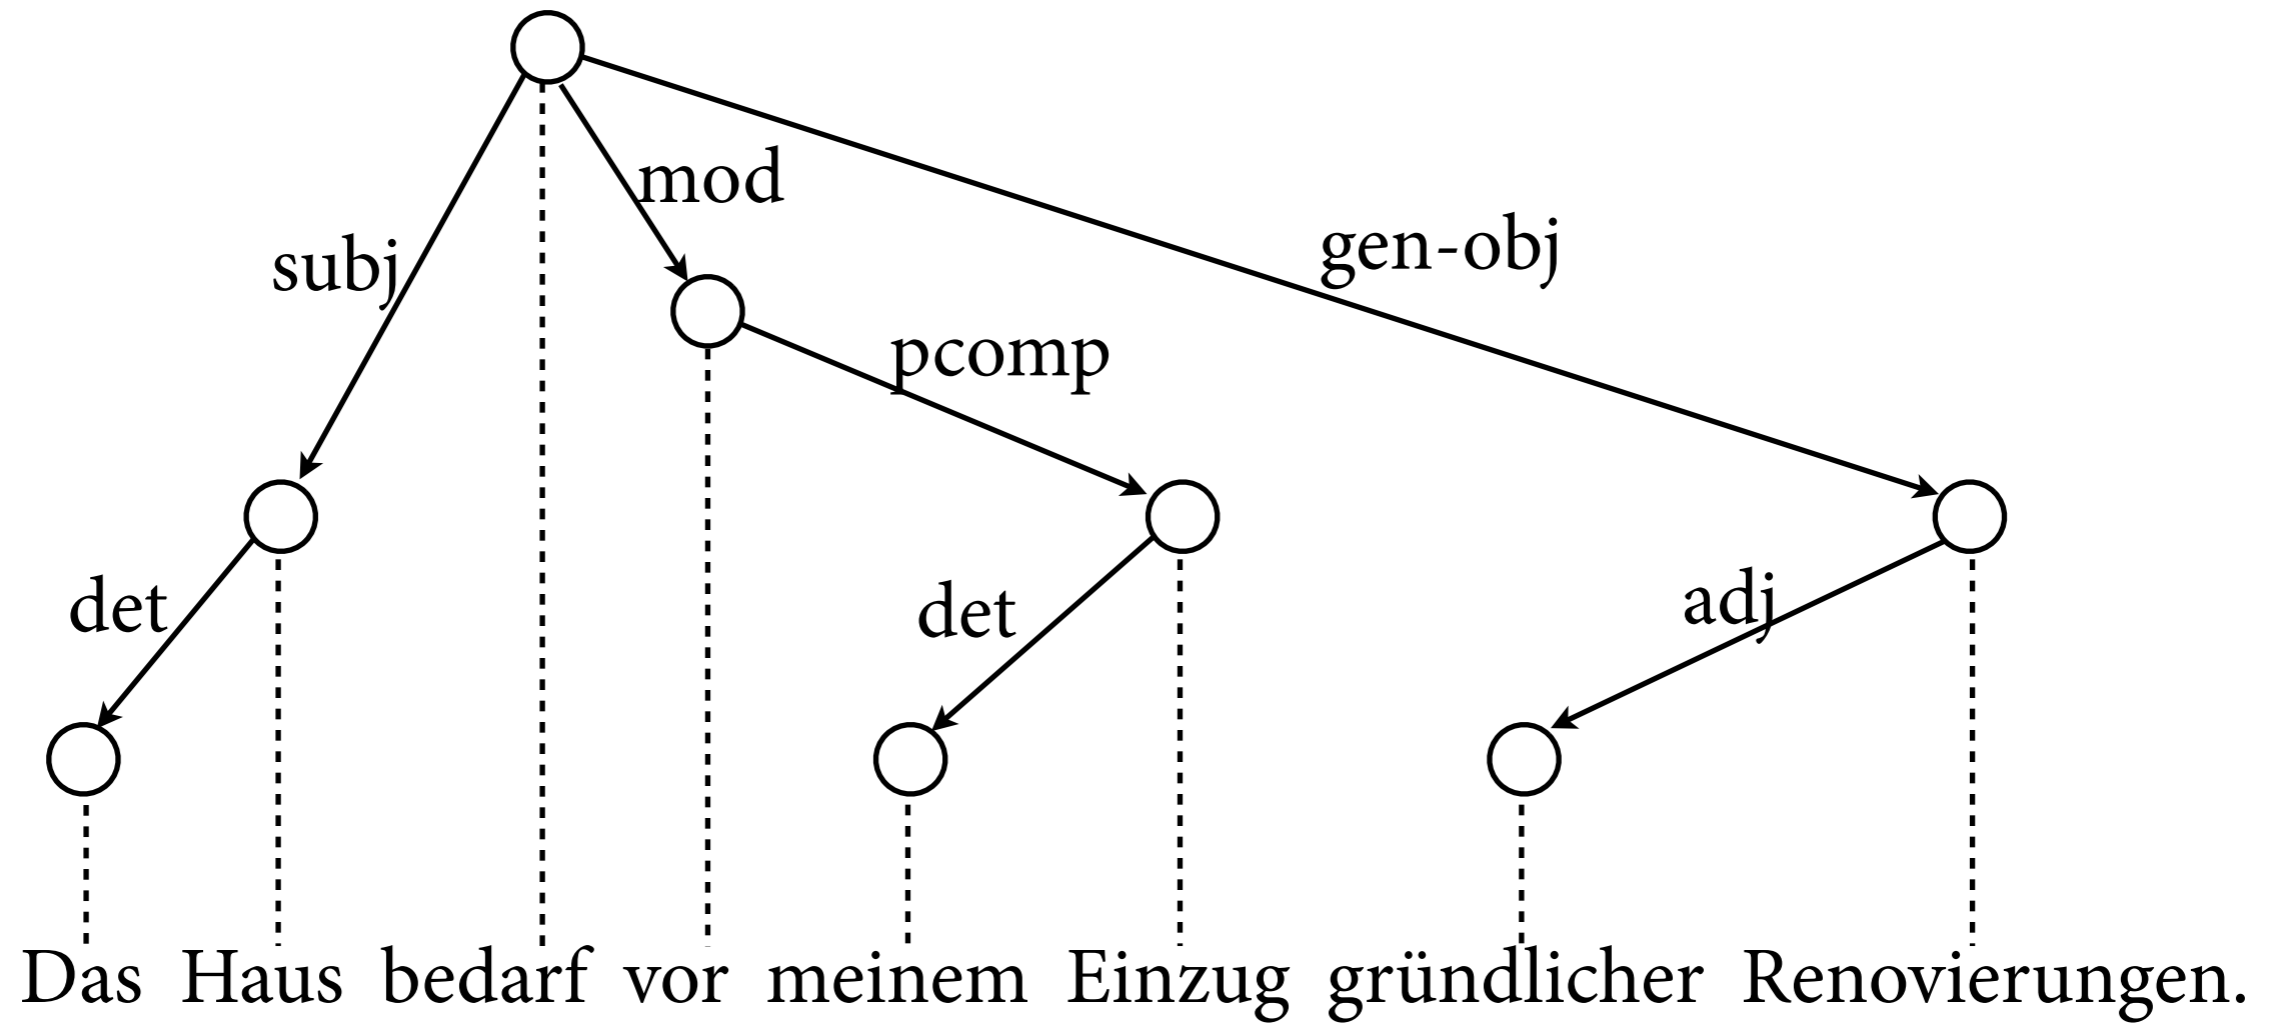 mod
gen-obj
subj
pcomp
det
det
adj
Das Haus bedarf vor meinem Einzug gründlicher Renovierungen.